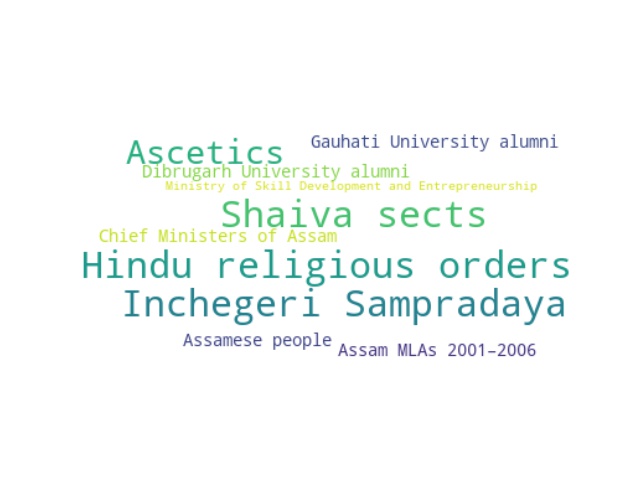 Gauhati University alumni
Ascetics
Dibrugarh University alumni
Ministry of Skill Development and Entrepreneurship
Shaiva sects
Chief Ministers of Assam
Hindu religious orders
Inchegeri Sampradaya
Assamese people
Assam MLAs 2001–2006